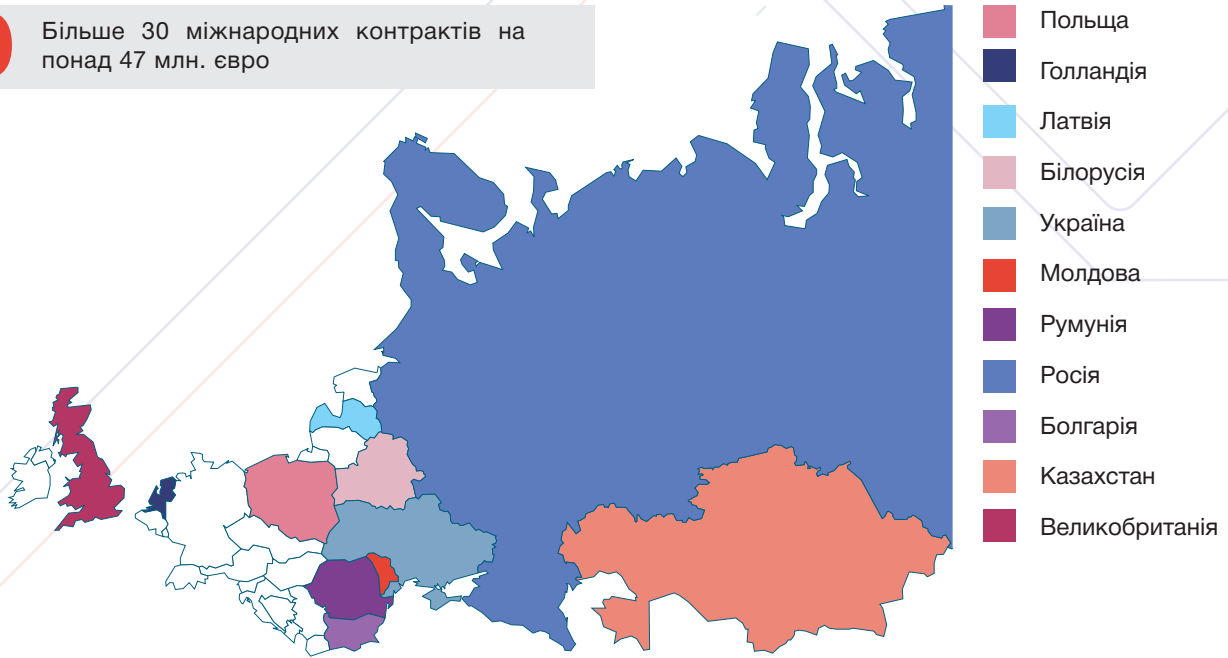 Більше 30 міжнародних контрактів на
понад 47 млн. євро
Польща
Голландія
Латвія
Білорусія
Україна
Молдова
Румунія
Росія
Болгарія
Казахстан
Великобританія